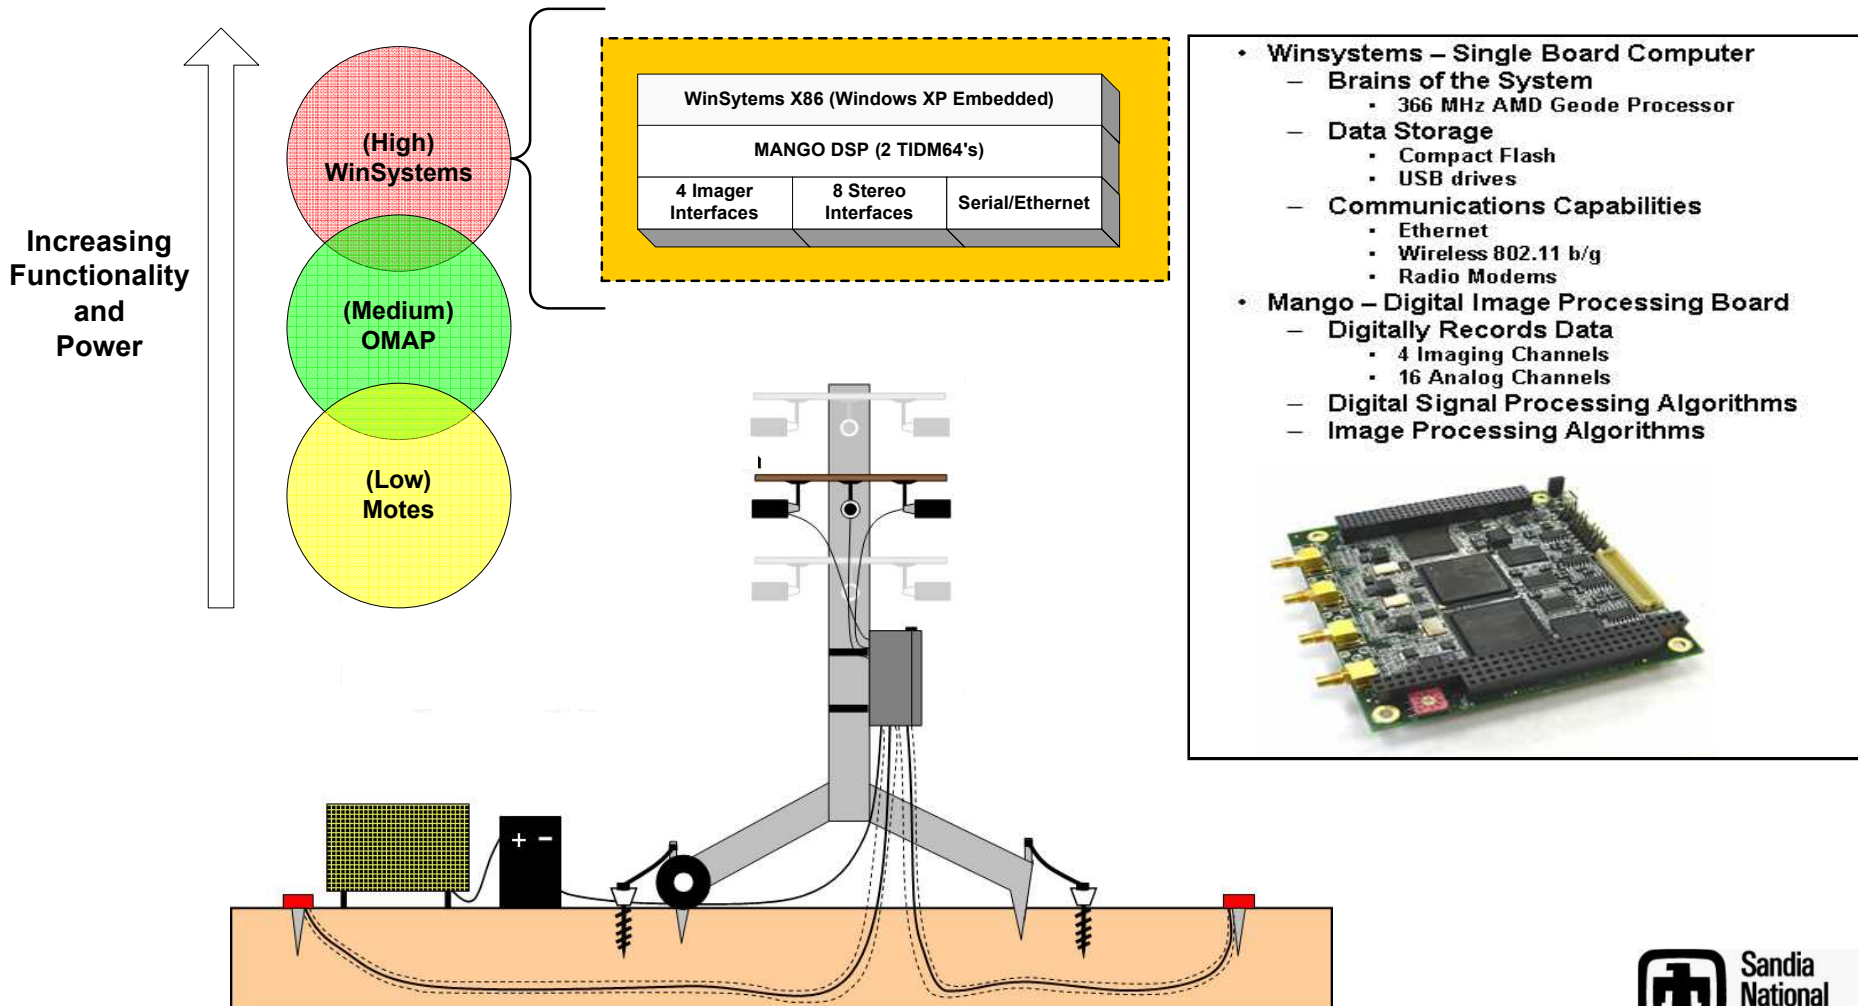 Increasing
Functionality
and
Power
(High)
WinSystems
(Medium)
OMAP
(Low)
Motes
WinSytems X86 (Windows XP Embedded)
MANGO DSP (2 TIDM64's)
4 Imager
Interfaces
8 Stereo
Interfaces
Serial/Ethernet
• Winsystems – Single Board Computer
– Brains of the System
▪ 366 MHz AMD Geode Processor
– Data Storage
▪ Compact Flash
▪ USB drives
– Communications Capabilities
▪ Ethernet
▪ Wireless 802.11 b/g
▪ Radio Modems
• Mango – Digital Image Processing Board
– Digitally Records Data
▪ 4 Imaging Channels
▪ 16 Analog Channels
– Digital Signal Processing Algorithms
– Image Processing Algorithms
+ -
Sandia
National